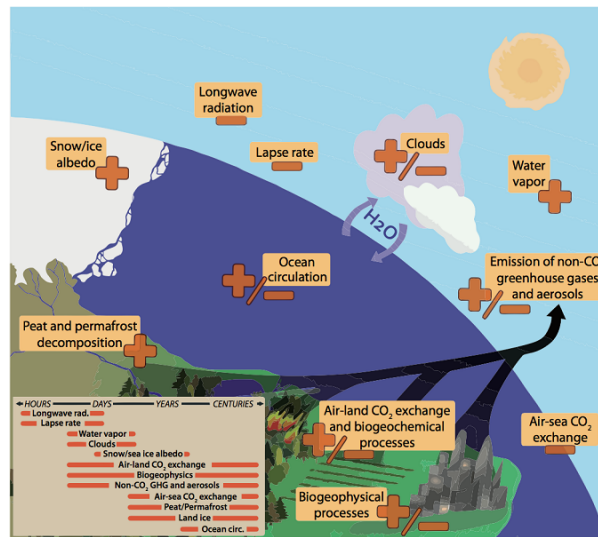 Longwave
radiation
Snow/ice
albedo
Lapse rate
Clouds
Water
vapor
H2O
Ocean
circulation
Emission of non-CO
greenhouse gases
and aerosols
Peat and permafrost
decomposition
Air-land CO2 exchange
and biogeochemical
processes
Air-sea CO2
exchange
Biogeophysical
processes
HOURS DAYS YEARS CENTURIES
Longwave rad.
Lapse rate
Water vapor
Clouds
Snow/sea ice albedo
Air-land CO2 exchange
Biogeophysics
Non-CO2 GHG and aerosols
Air-sea CO2 exchange
Peat/Permafrost
Land ice
Ocean circ.